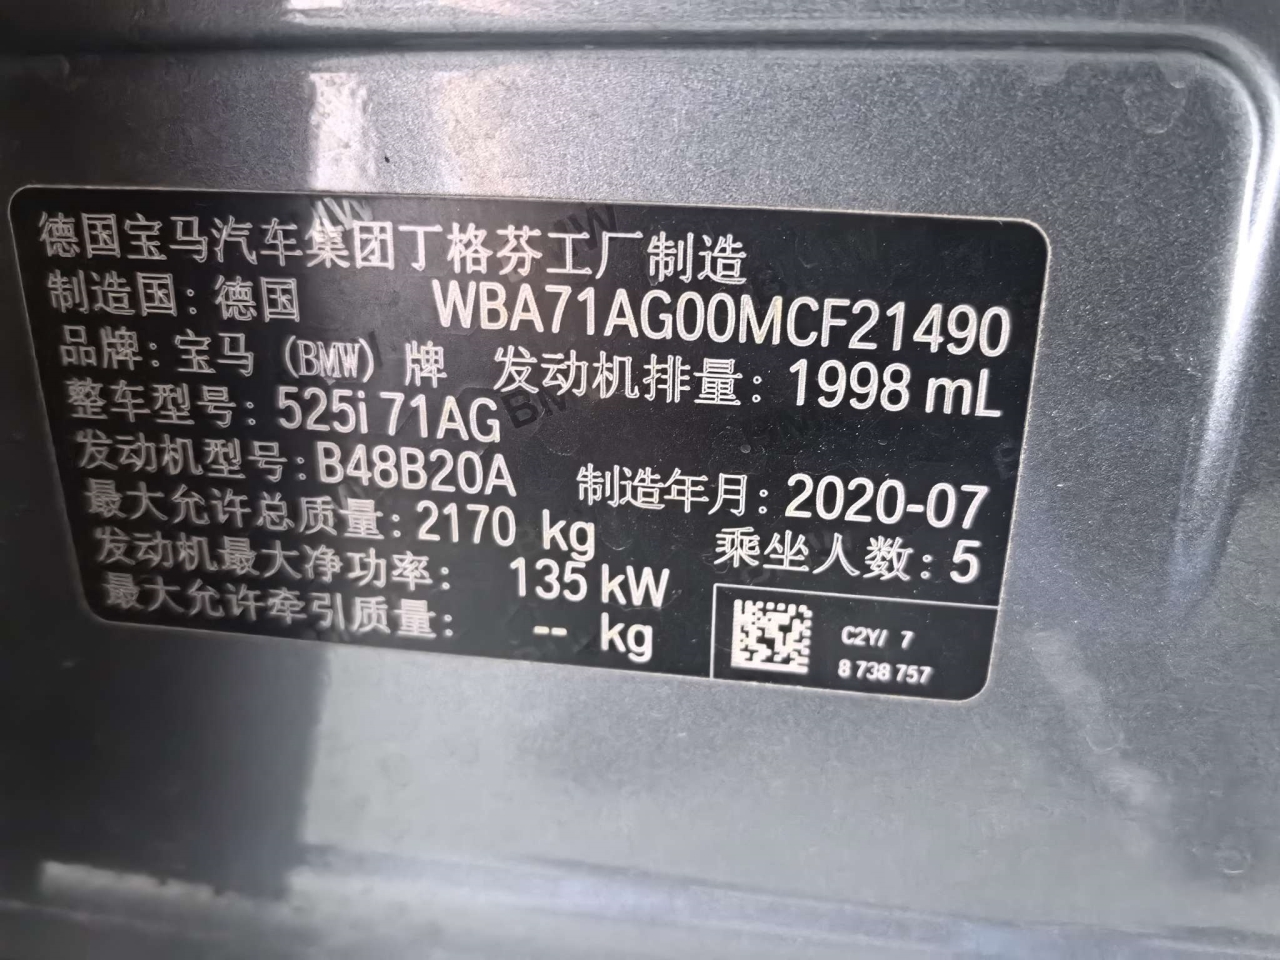 德国宝马汽车集团丁格芬工厂制造
制造国：德国 WBA71AG00MCF21490
品牌：宝马 (BMW) 牌 发动机排量：1998 mL
整车型号：525i 71AG
发动机型号：B48B20A 制造年月：2020-07
最大允许总质量：2170 kg 乘坐人数：5
发动机最大净功率： 135 kW
最大允许牵引质量： -- kg
C2Y/ 7
8 738 757